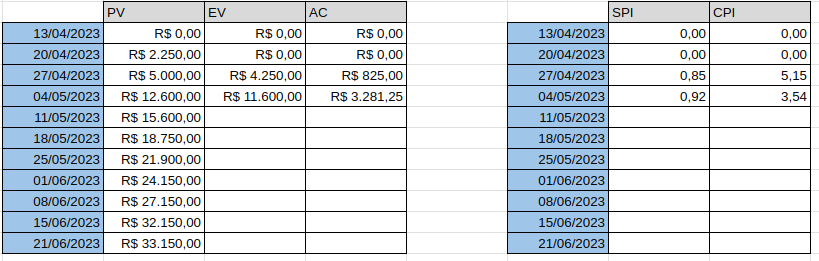 PV EV AC SPI CPI
13/04/2023 R$ 0,00 R$ 0,00 R$ 0,00 13/04/2023 0,00 0,00
20/04/2023 R$ 2.250,00 R$ 0,00 R$ 0,00 20/04/2023 0,00 0,00
27/04/2023 R$ 5.000,00 R$ 4.250,00 R$ 825,00 27/04/2023 0,85 5,15
04/05/2023 R$ 12.600,00 R$ 11.600,00 R$ 3.281,25 04/05/2023 0,92 3,54
11/05/2023 R$ 15.600,00 11/05/2023
18/05/2023 R$ 18.750,00 18/05/2023
25/05/2023 R$ 21.900,00 25/05/2023
01/06/2023 R$ 24.150,00 01/06/2023
08/06/2023 R$ 27.150,00 08/06/2023
15/06/2023 R$ 32.150,00 15/06/2023
21/06/2023 R$ 33.150,00 21/06/2023